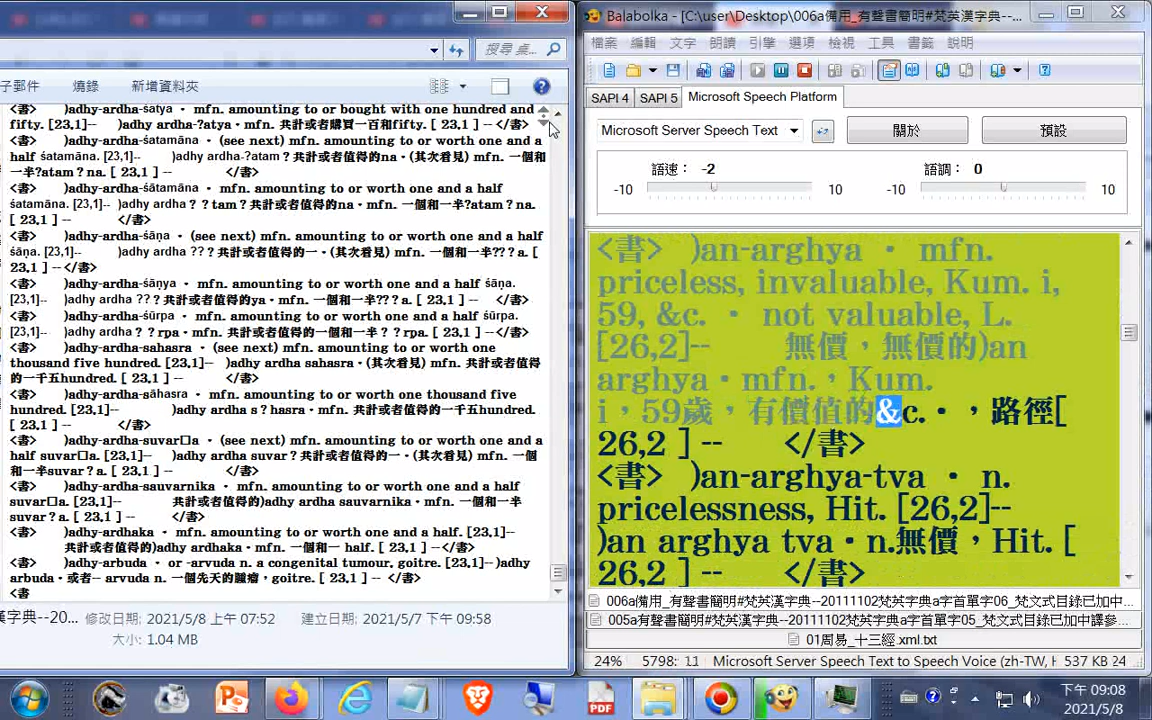 搜尋 桌...
子郵件 燒錄 新增資料夾
<書> )adhy-ardha-śatya‧mfn. amounting to or bought with one hundred and
fifty. [23,1]-- )adhy ardha-?atya‧mfn. 共計或者購買一百和fifty. [ 23,1 ] --</書>
<書> )adhy-ardha-śatamāna‧(see next) mfn. amounting to or worth one and a
half śatamāna. [23,1]-- )adhy ardha-?atam？共計或者值得的na‧(其次看見) mfn. 一個和
一半?atam？na. [ 23,1 ] -- </書>
<書> )adhy-ardha-śātamāna‧mfn. amounting to or worth one and a half
śatamāna. [23,1]-- )adhy ardha？？tam？共計或者值得的na‧mfn. 一個和一半?atam？na.
[ 23,1 ] -- </書>
<書> )adhy-ardha-śāṇa‧(see next) mfn. amounting to or worth one and a half
śāṇa. [23,1]-- )adhy ardha ??？共計或者值得的一‧(其次看見) mfn. 一個和一半??？a. [
23,1 ] --</書>
<書> )adhy-ardha-śāṇya‧mfn. amounting to or worth one and a half śāṇa.
[23,1]-- )adhy ardha ??？共計或者值得的ya‧mfn. 一個和一半??？a. [ 23,1 ] -- </書>
<書> )adhy-ardha-śūrpa‧mfn. amounting to or worth one and a half śūrpa.
[23,1]-- )adhy ardha？？rpa‧mfn. 共計或者值得的一個和一半？？rpa. [ 23,1 ] -- </書>
<書> )adhy-ardha-sahasra‧(see next) mfn. amounting to or worth one
thousand five hundred. [23,1]-- )adhy ardha sahasra‧(其次看見) mfn. 共計或者值得
的一千五hundred. [ 23,1 ] -- </書>
<書> )adhy-ardha-sāhasra‧mfn. amounting to or worth one thousand five
hundred. [23,1]-- )adhy ardha s？hasra‧mfn. 共計或者值得的一千五hundred.
[ 23,1 ] -- </書>
<書> )adhy-ardha-suvar□a‧(see next) mfn. amounting to or worth one and a
half suvar□a. [23,1]-- )adhy ardha suvar？共計或者值得的一‧(其次看見) mfn. 一個
和一半suvar？a. [ 23,1 ] -- </書>
<書> )adhy-ardha-sauvarnika‧mfn. amounting to or worth one and a half
suvar□a. [23,1]-- 共計或者值得的)adhy ardha sauvarnika‧mfn. 一個和一半
suvar？a. [ 23,1 ] -- </書>
<書> )adhy-ardhaka‧mfn. amounting to or worth one and a half. [23,1]--
共計或者值得的)adhy ardhaka‧mfn. 一個和一 half. [ 23,1 ] -- </書>
<書> )adhy-arbuda‧or -arvuda n. a congenital tumour, goitre. [23,1]--)adhy
arbuda‧或者-- arvuda n. 一個先天的腫瘤，goitre. [ 23,1 ] -- </書>
<書
漢字典--20... 修改日期: 2021/5/8 上午 07:52 建立日期: 2021/5/7 下午 09:58
大小: 1.04 MB
Balabolka - [C:\user\Desktop\006a備用_有聲書簡明#梵英漢字典--...
檔案 編輯 文字 朗讀 引擎 選項 檢視 工具 書籤 說明
SAPI 4 SAPI 5 Microsoft Speech Platform
Microsoft Server Speech Text 關於 預設
語速： -2 語調： 0
-10 10 -10 10
<書> )an-arghya ‧ mfn.
priceless, invaluable, Kum. i,
59, &c. ‧ not valuable, L.
[26,2]-- 無價，無價的)an
arghya‧mfn.，Kum.
i，59歲，有價值的&c.‧，路徑[
26,2 ] -- </書>
<書> )an-arghya-tva ‧ n.
pricelessness, Hit. [26,2]--
)an arghya tva‧n.無價，Hit. [
26,2 ] -- </書>
006a備用_有聲書簡明#梵英漢字典--20111102梵英字典a字首單字06_梵文式目錄已加中...
005a有聲書簡明#梵英漢字典--20111102梵英字典a字首單字05_梵文式目錄已加中譯參...
01周易_十三經.xml.txt
24% 5798: 11 Microsoft Server Speech Text to Speech Voice (zh-TW, H 537 KB 24
PDF
下午 09:08
2021/5/8